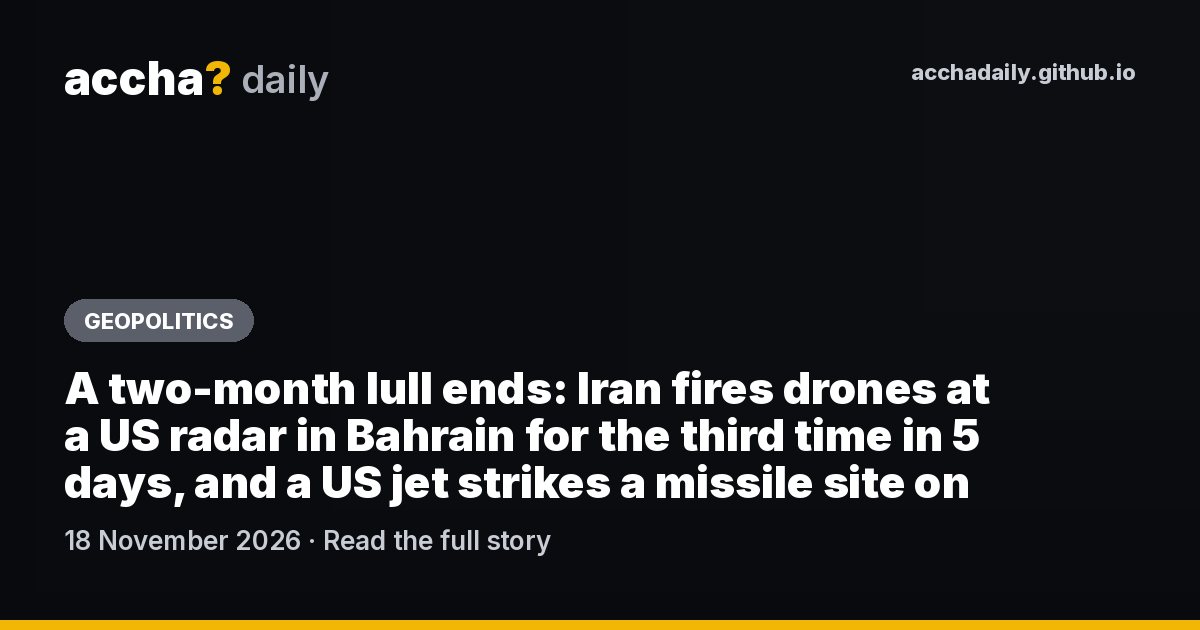 accha? daily
acchadaily.github.io
GEOPOLITICS
A two-month lull ends: Iran fires drones at
a US radar in Bahrain for the third time in 5
days, and a US jet strikes a missile site on
18 November 2026 · Read the full story